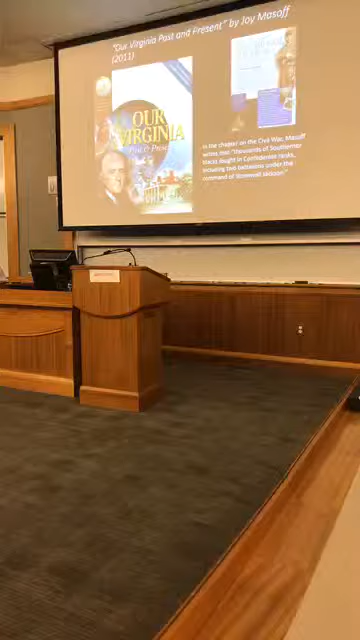 "Our Virginia Past and Present" by Joy Masoff
(2011)
OUR
VIRGINIA
PAST & PRESENT
In the chapter on the Civil War, Masoff
writes that "thousands of Southern
blacks fought in Confederate ranks,
including two battalions under the
command of Stonewall Jackson."